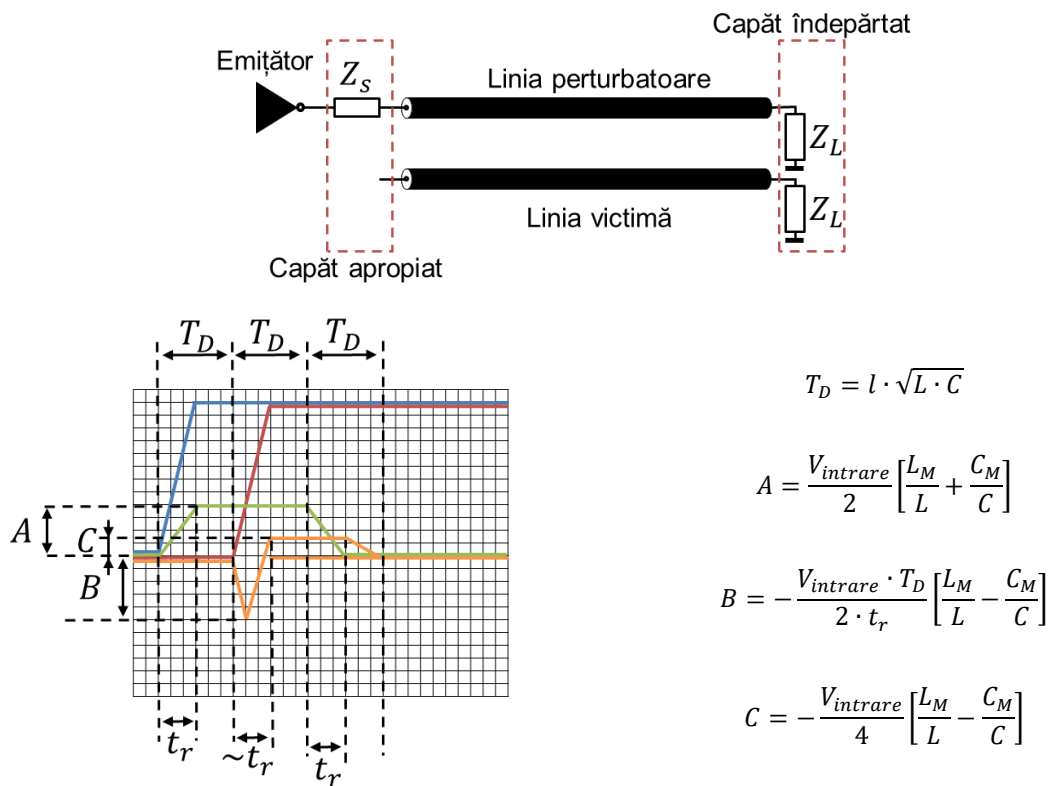 Capăt îndepărtat
Emițător
Z_s
Linia perturbatoare
Z_L
Z_L
Linia victimă
Capăt apropiat
T_D T_D T_D
A
C
B
t_r ~t_r t_r
T_D = l · √(L · C)
A = V_intrare/2 [L_M/L + C_M/C]
B = − V_intrare · T_D/2 · t_r [L_M/L − C_M/C]
C = − V_intrare/4 [L_M/L − C_M/C]